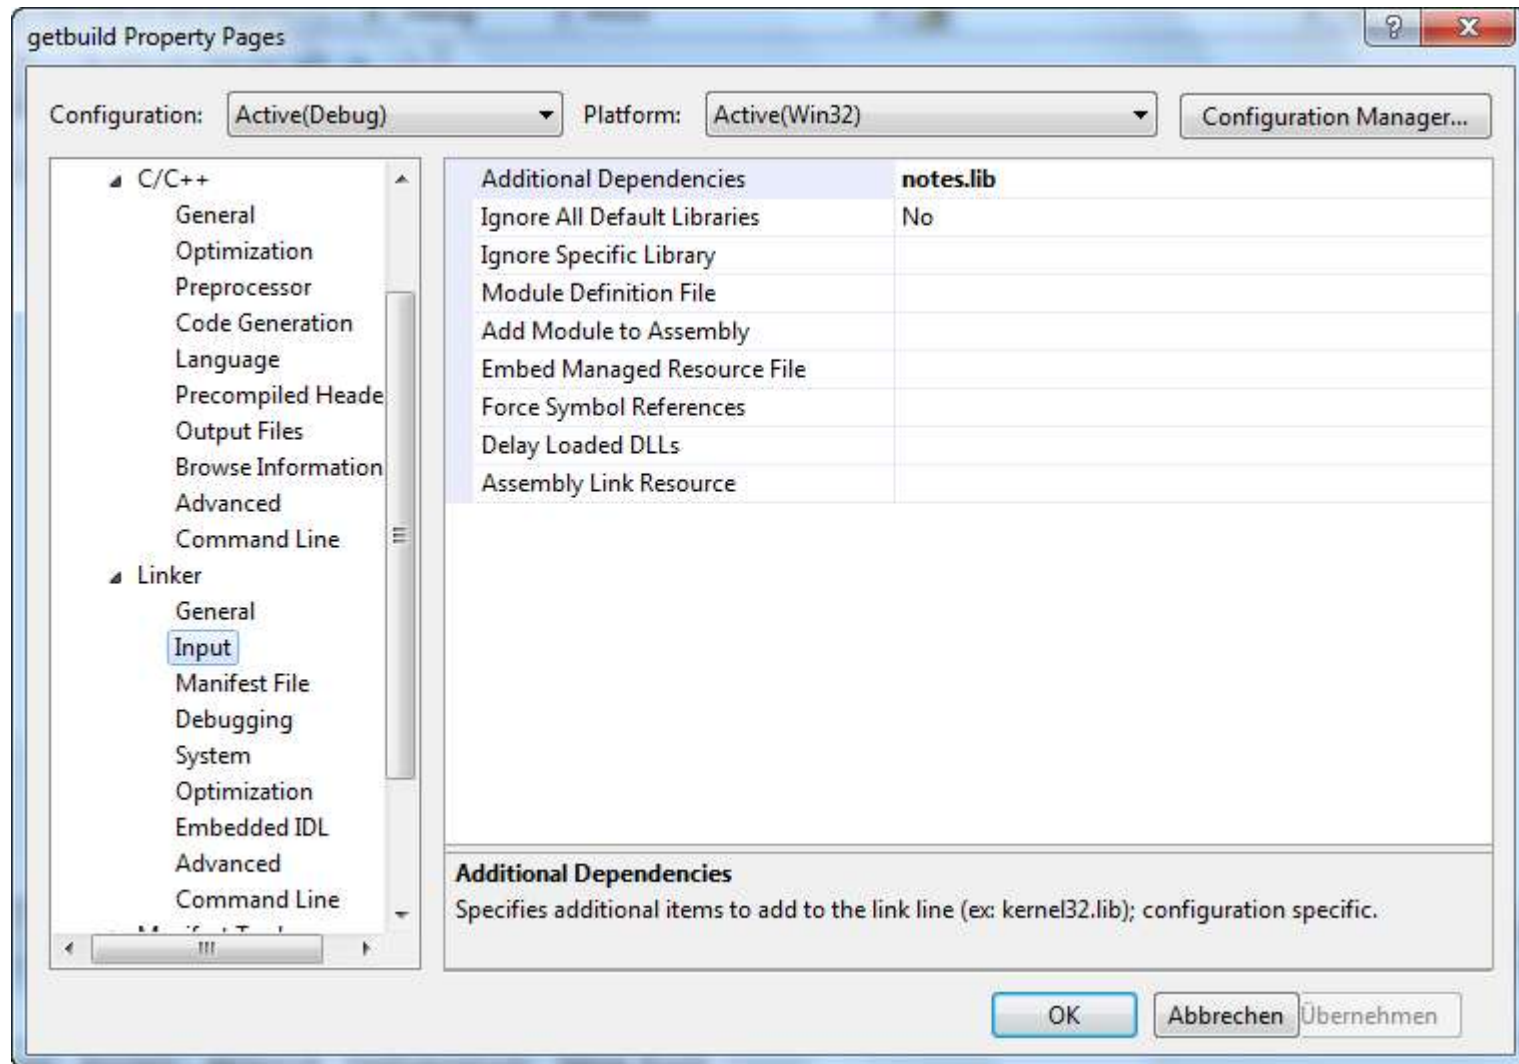 getbuild Property Pages
Configuration: Active(Debug) Platform: Active(Win32) Configuration Manager...
C/C++
General
Optimization
Preprocessor
Code Generation
Language
Precompiled Heade
Output Files
Browse Information
Advanced
Command Line
Linker
General
Input
Manifest File
Debugging
System
Optimization
Embedded IDL
Advanced
Command Line
Additional Dependencies notes.lib
Ignore All Default Libraries No
Ignore Specific Library
Module Definition File
Add Module to Assembly
Embed Managed Resource File
Force Symbol References
Delay Loaded DLLs
Assembly Link Resource
Additional Dependencies
Specifies additional items to add to the link line (ex: kernel32.lib); configuration specific.
OK Abbrechen Übernehmen